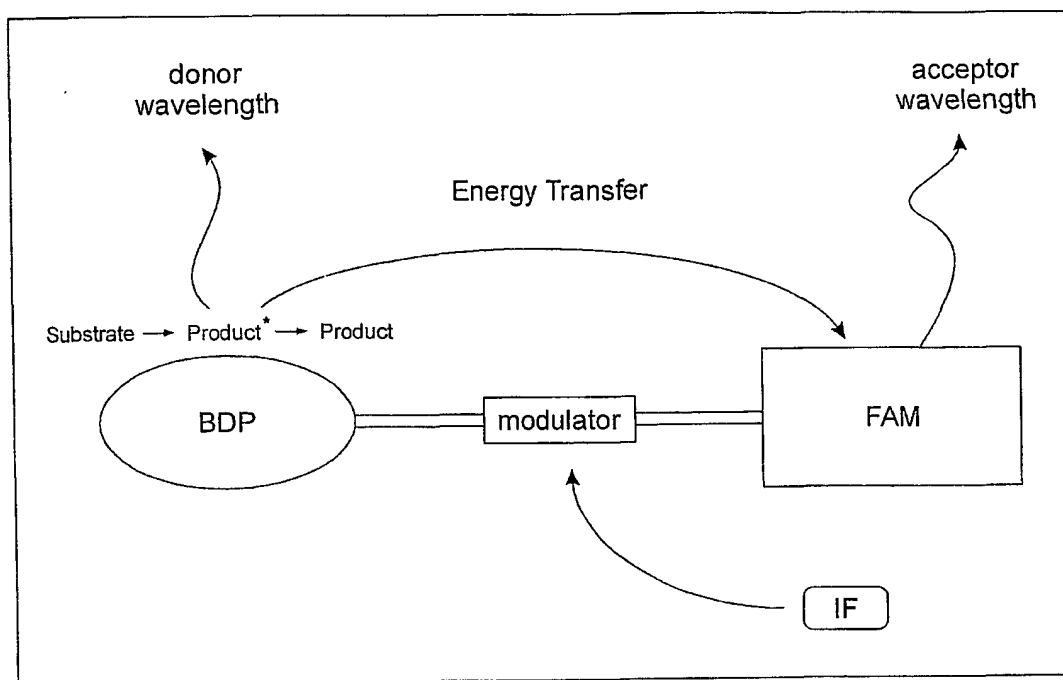 donor
wavelength
acceptor
wavelength
Energy Transfer
Substrate → Product* → Product
BDP
modulator
FAM
IF